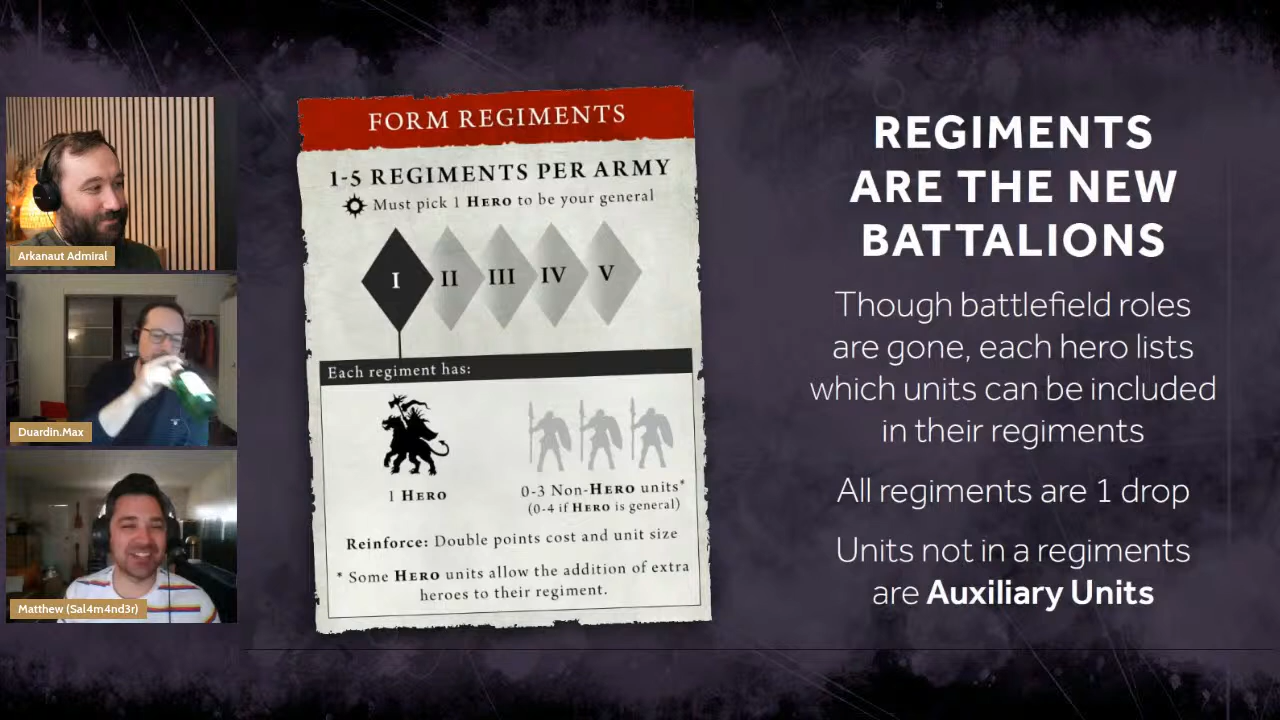 Arkanaut Admiral
Duardin.Max
Matthew (Sal4m4nd3r)
FORM REGIMENTS
1-5 REGIMENTS PER ARMY
Must pick 1 HERO to be your general
I II III IV V
Each regiment has:
1 HERO
0-3 Non-HERO units*
(0-4 if HERO is general)
Reinforce: Double points cost and unit size
* Some HERO units allow the addition of extra
heroes to their regiment.
REGIMENTS
ARE THE NEW
BATTALIONS
Though battlefield roles
are gone, each hero lists
which units can be included
in their regiments
All regiments are 1 drop
Units not in a regiments
are Auxiliary Units